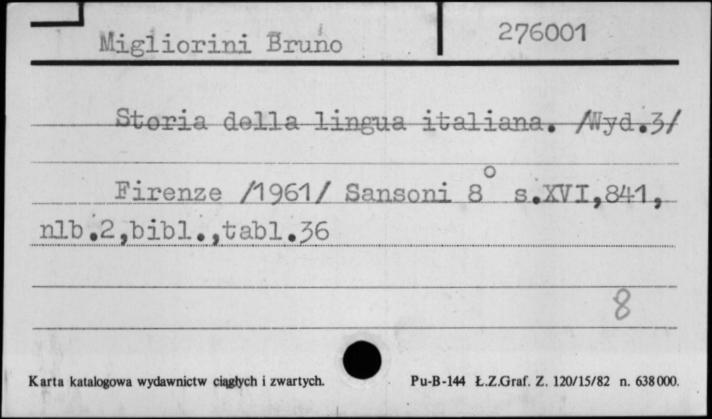 Migliorini Bruno 276001
Storia della lingua italiana. /Wyd.3/
Firenze /1961/ Sansoni 8° s.XVI,841,
nlb.2,bibl.,tabl.36
8
Karta katalogowa wydawnictw ciągłych i zwartych. Pu-B-144 Ł.Z.Graf. Z. 120/15/82 n. 638000.